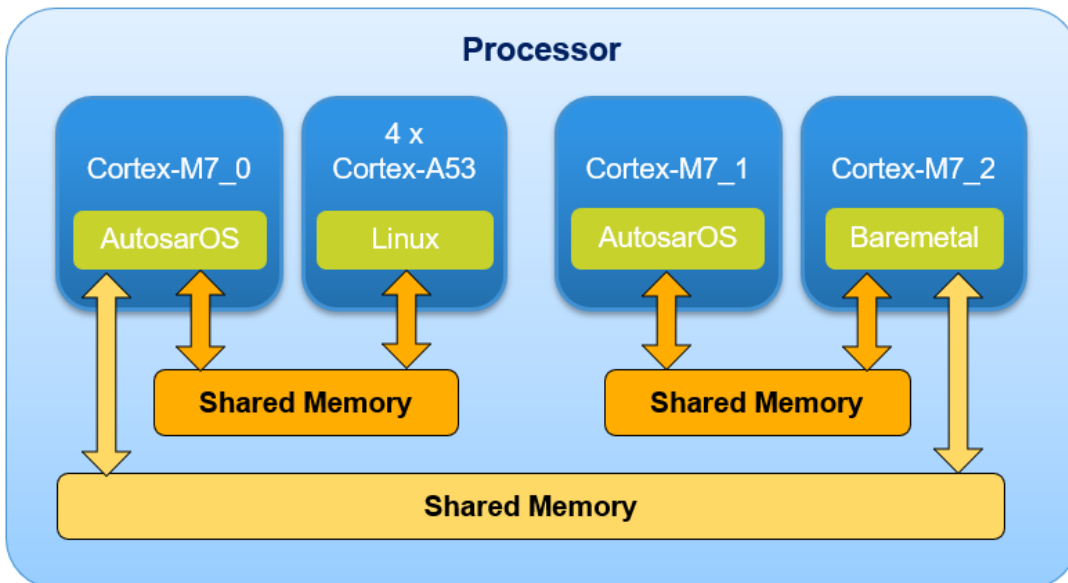 Processor
Cortex-M7_0
4 x
Cortex-A53
Cortex-M7_1
Cortex-M7_2
AutosarOS
Linux
AutosarOS
Baremetal
Shared Memory
Shared Memory
Shared Memory